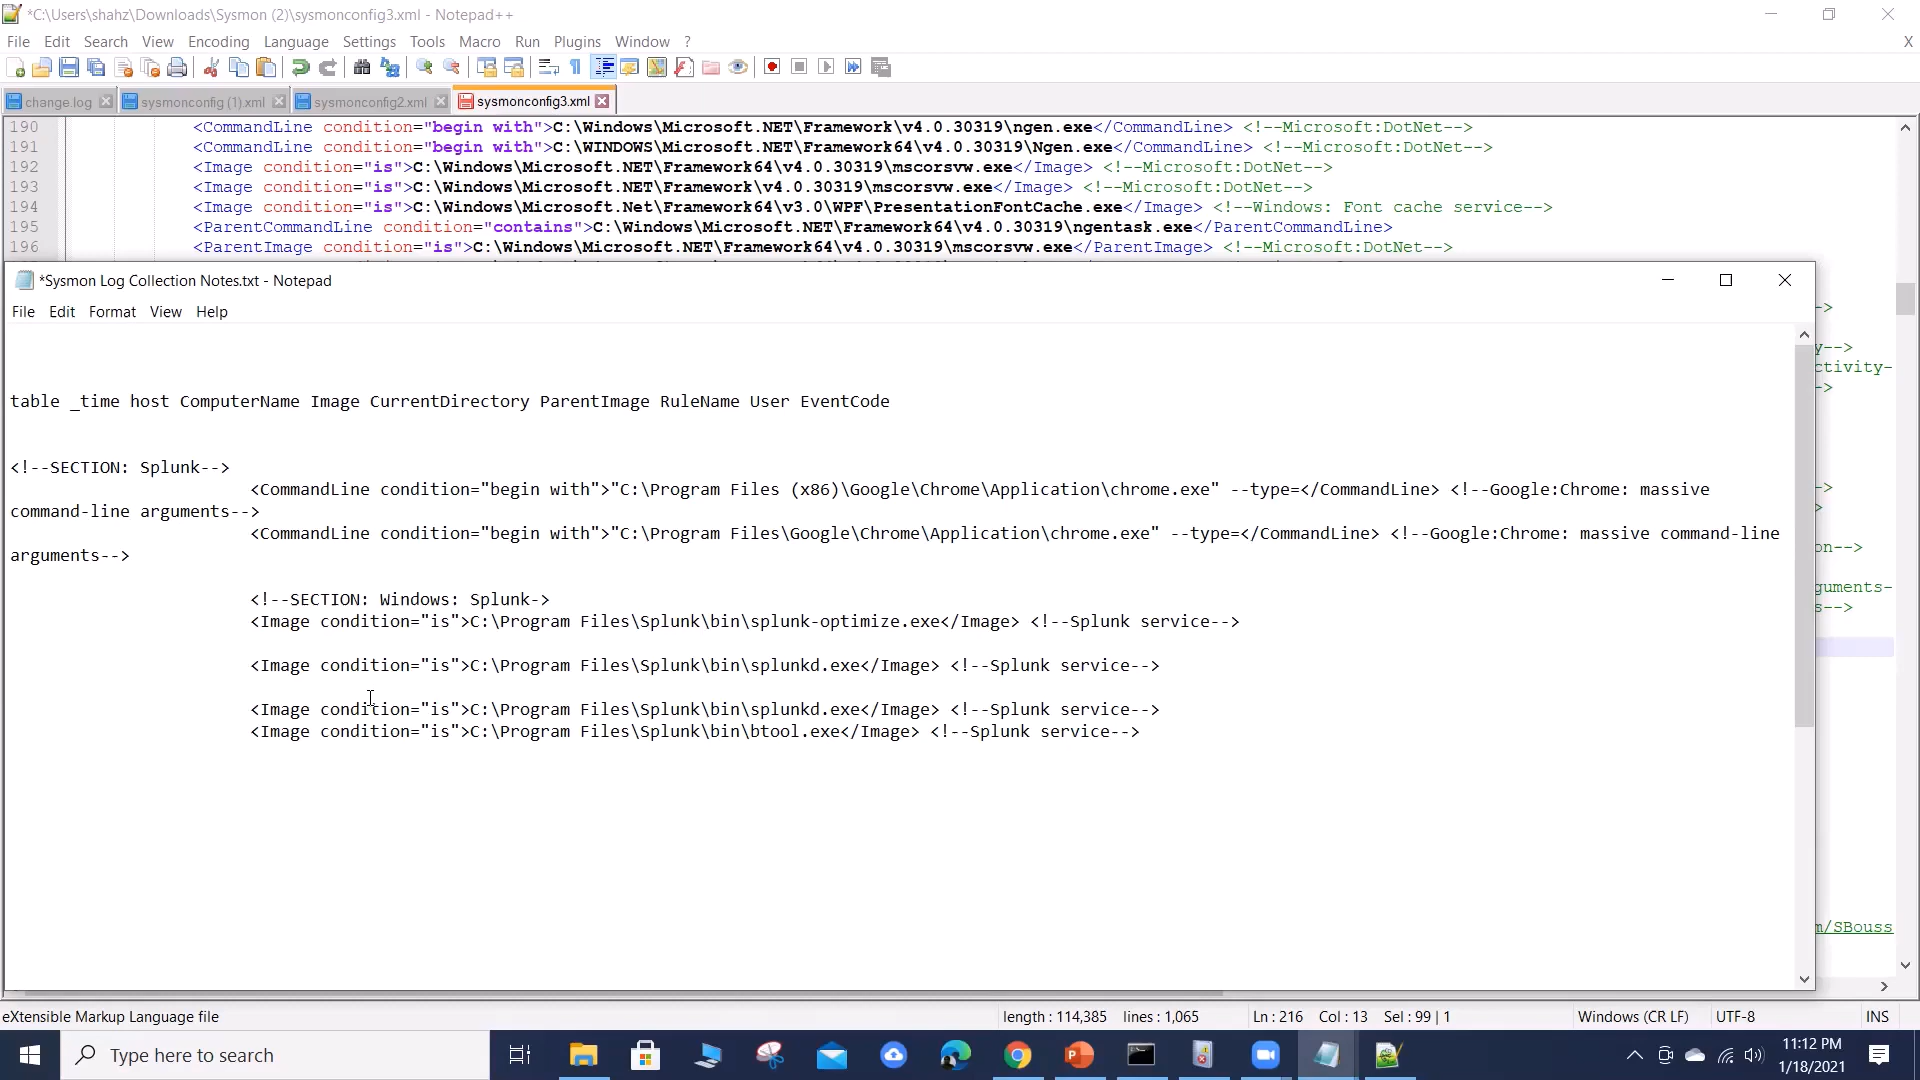 *C:\Users\shahz\Downloads\Sysmon (2)\sysmonconfig3.xml - Notepad++
File Edit Search View Encoding Language Settings Tools Macro Run Plugins Window ?
X
change.log sysmonconfig (1).xml sysmonconfig2.xml sysmonconfig3.xml
190 <CommandLine condition="begin with">C:\Windows\Microsoft.NET\Framework\v4.0.30319\ngen.exe</CommandLine> <!--Microsoft:DotNet-->
191 <CommandLine condition="begin with">C:\WINDOWS\Microsoft.NET\Framework64\v4.0.30319\Ngen.exe</CommandLine> <!--Microsoft:DotNet-->
192 <Image condition="is">C:\Windows\Microsoft.NET\Framework64\v4.0.30319\mscorsvw.exe</Image> <!--Microsoft:DotNet-->
193 <Image condition="is">C:\Windows\Microsoft.NET\Framework\v4.0.30319\mscorsvw.exe</Image> <!--Microsoft:DotNet-->
194 <Image condition="is">C:\Windows\Microsoft.Net\Framework64\v3.0\WPF\PresentationFontCache.exe</Image> <!--Windows: Font cache service-->
195 <ParentCommandLine condition="contains">C:\Windows\Microsoft.NET\Framework64\v4.0.30319\ngentask.exe</ParentCommandLine>
196 <ParentImage condition="is">C:\Windows\Microsoft.NET\Framework64\v4.0.30319\mscorsvw.exe</ParentImage> <!--Microsoft:DotNet-->
*Sysmon Log Collection Notes.txt - Notepad
File Edit Format View Help
table _time host ComputerName Image CurrentDirectory ParentImage RuleName User EventCode
<!--SECTION: Splunk-->
<CommandLine condition="begin with">"C:\Program Files (x86)\Google\Chrome\Application\chrome.exe" --type=</CommandLine> <!--Google:Chrome: massive
command-line arguments-->
<CommandLine condition="begin with">"C:\Program Files\Google\Chrome\Application\chrome.exe" --type=</CommandLine> <!--Google:Chrome: massive command-line
arguments-->
<!--SECTION: Windows: Splunk->
<Image condition="is">C:\Program Files\Splunk\bin\splunk-optimize.exe</Image> <!--Splunk service-->
<Image condition="is">C:\Program Files\Splunk\bin\splunkd.exe</Image> <!--Splunk service-->
<Image condition="is">C:\Program Files\Splunk\bin\splunkd.exe</Image> <!--Splunk service-->
<Image condition="is">C:\Program Files\Splunk\bin\btool.exe</Image> <!--Splunk service-->
->
y-->
ctivity-
->
->
>
on-->
guments-
s-->
m/SBouss
eXtensible Markup Language file length : 114,385 lines : 1,065 Ln : 216 Col : 13 Sel : 99 | 1 Windows (CR LF) UTF-8 INS
Type here to search
11:12 PM
1/18/2021